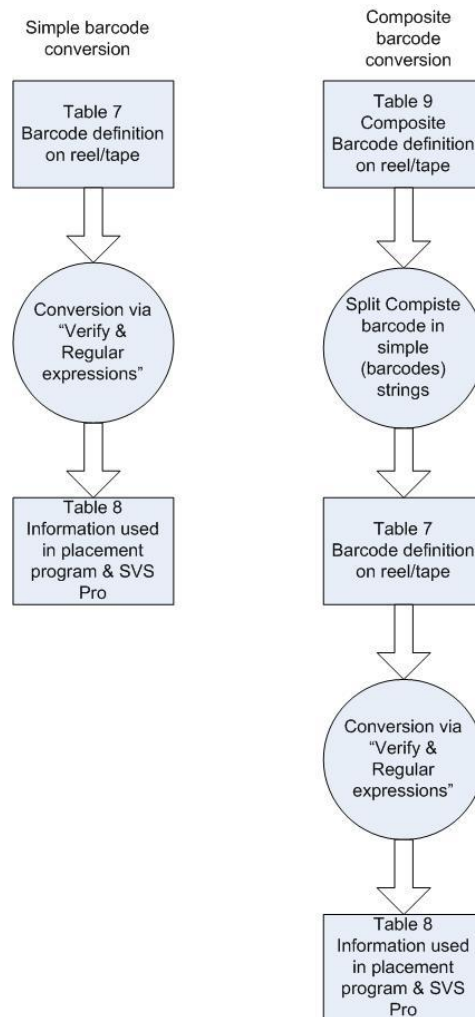 Simple barcode
conversion
Table 7
Barcode definition
on reel/tape
Conversion via
“Verify &
Regular
expressions”
Table 8
Information used
in placement
program & SVS
Pro
Composite
barcode
conversion
Table 9
Composite
Barcode definition
on reel/tape
Split Compiste
barcode in
simple
(barcodes)
strings
Table 7
Barcode definition
on reel/tape
Conversion via
“Verify &
Regular
expressions”
Table 8
Information used
in placement
program & SVS
Pro